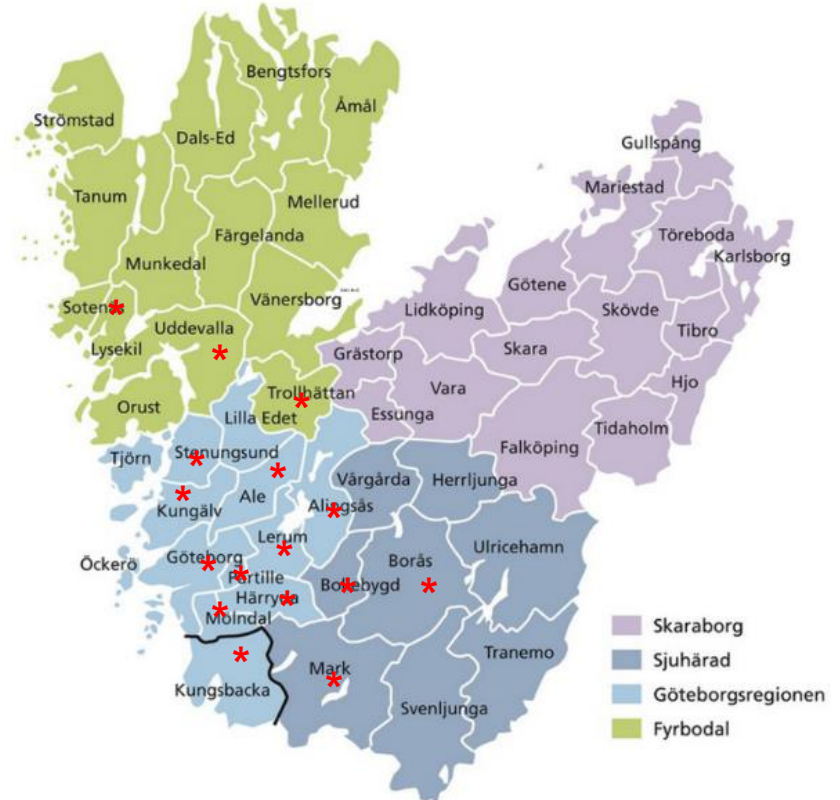 Bengtsfors
Åmål
Strömstad
Dals-Ed
Gullspång
Mariestad
Tanum
Mellerud
Färgelanda
Töreboda
Karlsborg
Munkedal
Götene
Vänersborg
Sotenäs
Lidköping
Skövde
Uddevalla
Tibro
Lysekil
Grästorp
Skara
Hjo
Trollhättan
Vara
Orust
Lilla Edet
Essunga
Tidaholm
Falköping
Tjörn
Stenungsund
Vårgårda
Herrljunga
Ale
Alingsås
Kungälv
Lerum
Ulricehamn
Göteborg
Borås
Öckerö
Partille
Bollebygd
Härryda
Mölndal
Skaraborg
Tranemo
Sjuhärad
Mark
Kungsbacka
Göteborgsregionen
Svenljunga
Fyrbodal